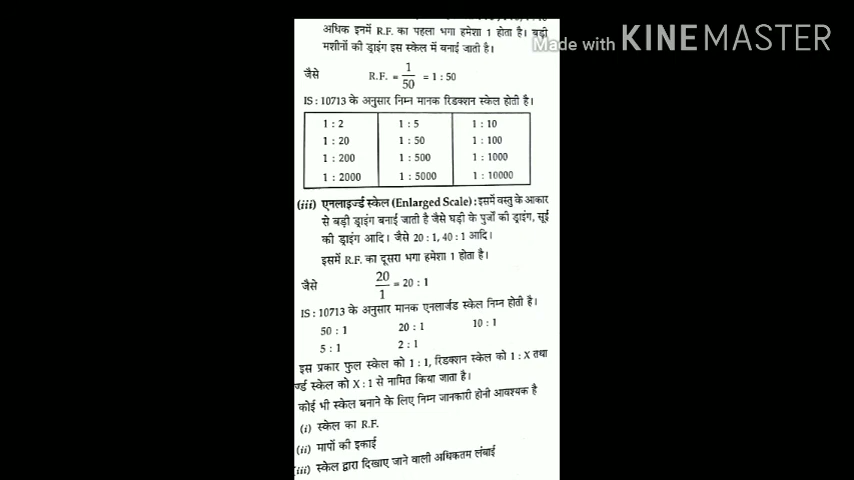 अधिक इनमें R.F. का पहला भगा हमेशा 1 होता है। बड़ी
मशीनों की ड्राइंग इस स्केल में बनाई जाती है।
Made with KINEMASTER
जैसे R.F. = 1/50 = 1 : 50
IS : 10713 के अनुसार निम्न मानक रिडक्शन स्केल होती है।
1 : 2 1 : 5 1 : 10
1 : 20 1 : 50 1 : 100
1 : 200 1 : 500 1 : 1000
1 : 2000 1 : 5000 1 : 10000
(iii) एनलाइर्ज्ड स्केल (Enlarged Scale) : इसमें वस्तु के आकार
से बड़ी ड्राइंग बनाई जाती है जैसे घड़ी के पुर्जों की ड्राइंग, सूई
की ड्राइंग आदि। जैसे 20 : 1, 40 : 1 आदि।
इसमें R.F. का दूसरा भगा हमेशा 1 होता है।
जैसे 20/1 = 20 : 1
IS : 10713 के अनुसार मानक एनलार्जड स्केल निम्न होती है।
50 : 1 20 : 1 10 : 1
5 : 1 2 : 1
इस प्रकार फुल स्केल को 1 : 1, रिडक्शन स्केल को 1 : X तथा
र्ज्ड स्केल को X : 1 से नामित किया जाता है।
कोई भी स्केल बनाने के लिए निम्न जानकारी होनी आवश्यक है
(i) स्केल का R.F.
(ii) मापों की इकाई
(iii) स्केल द्वारा दिखाए जाने वाली अधिकतम लंबाई